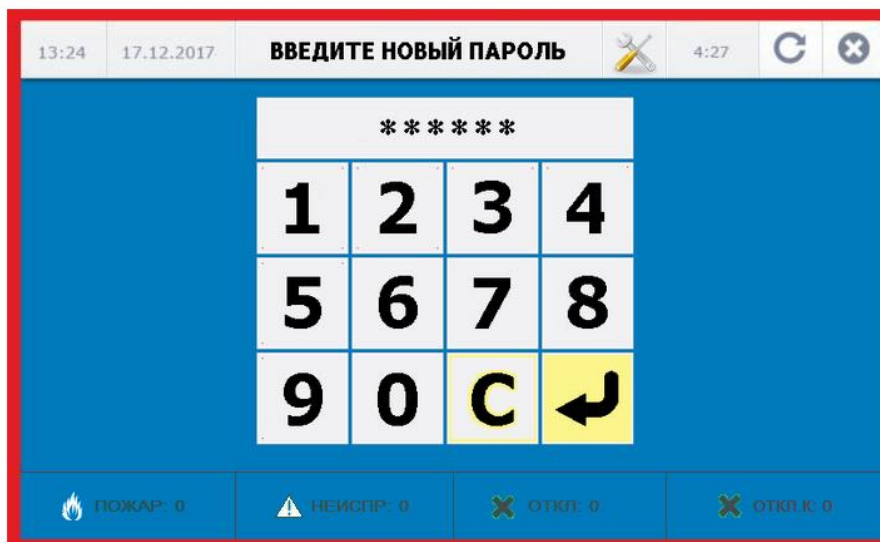 13:24 17.12.2017 ВВЕДИТЕ НОВЫЙ ПАРОЛЬ 4:27
******
1 2 3 4
5 6 7 8
9 0 C
ПОЖАР: 0 НЕИСПР: 0 ОТКЛ: 0 ОТКЛ.К: 0